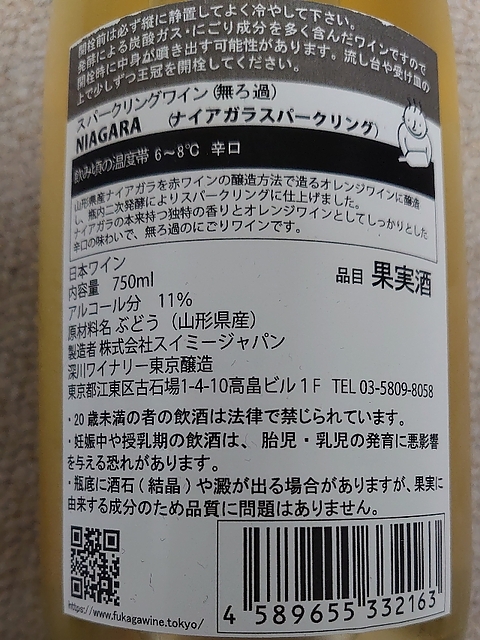 開栓前は必ず縦に静置してよく冷やして下さい。
発酵による炭酸ガス・にごり成分を多く含んだワインですので
開栓時に中身が噴き出す可能性があります。流し台や受け皿の
上で少しずつ王冠を開栓してください。
スパークリングワイン(無ろ過)
NIAGARA (ナイアガラスパークリング)
飲み頃の温度帯 6～8℃ 辛口
山形県産ナイアガラを赤ワインの醸造方法で造るオレンジワインに醸造
し、瓶内二次発酵によりスパークリングに仕上げました。
ナイアガラの本来持つ独特の香りとオレンジワインとしてしっかりとした
辛口の味わいで、無ろ過のにごりワインです。
日本ワイン
内容量 750ml
品目 果実酒
アルコール分 11%
原材料名 ぶどう（山形県産）
製造者 株式会社スイミージャパン
深川ワイナリー東京醸造
東京都江東区古石場1-4-10高畠ビル1F TEL 03-5809-8058
・20歳未満の者の飲酒は法律で禁じられています。
・妊娠中や授乳期の飲酒は、胎児・乳児の発育に悪影響
を与える恐れがあります。
・瓶底に酒石(結晶)や澱が出る場合がありますが、果実に
由来する成分のため品質に問題はありません。
https://www.fukagawine.tokyo/
4 589655 332163